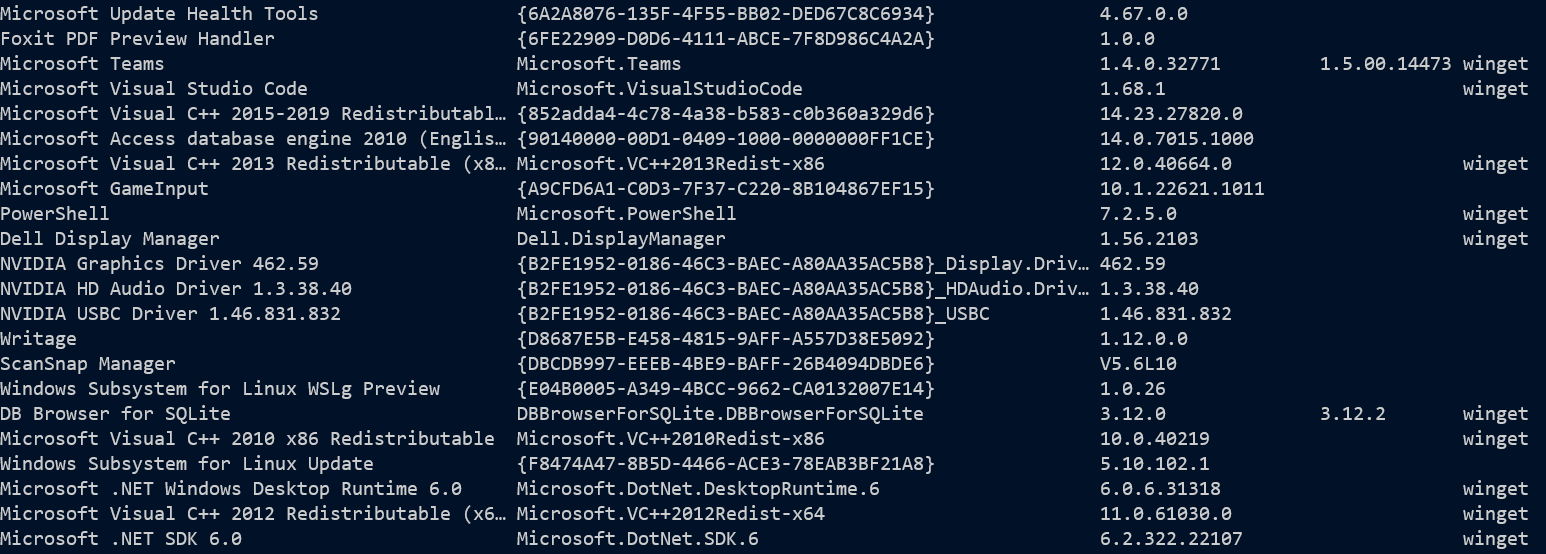 Microsoft Update Health Tools {6A2A8076-135F-4F55-BB02-DED67C8C6934} 4.67.0.0
Foxit PDF Preview Handler {6FE22909-D0D6-4111-ABCE-7F8D986C4A2A} 1.0.0
Microsoft Teams Microsoft.Teams 1.4.0.32771 1.5.00.14473 winget
Microsoft Visual Studio Code Microsoft.VisualStudioCode 1.68.1 winget
Microsoft Visual C++ 2015-2019 Redistributabl… {852adda4-4c78-4a38-b583-c0b360a329d6} 14.23.27820.0
Microsoft Access database engine 2010 (Englis… {90140000-00D1-0409-1000-0000000FF1CE} 14.0.7015.1000
Microsoft Visual C++ 2013 Redistributable (x8… Microsoft.VC++2013Redist-x86 12.0.40664.0 winget
Microsoft GameInput {A9CFD6A1-C0D3-7F37-C220-8B104867EF15} 10.1.22621.1011
PowerShell Microsoft.PowerShell 7.2.5.0 winget
Dell Display Manager Dell.DisplayManager 1.56.2103 winget
NVIDIA Graphics Driver 462.59 {B2FE1952-0186-46C3-BAEC-A80AA35AC5B8}_Display.Driv… 462.59
NVIDIA HD Audio Driver 1.3.38.40 {B2FE1952-0186-46C3-BAEC-A80AA35AC5B8}_HDAudio.Driv… 1.3.38.40
NVIDIA USBC Driver 1.46.831.832 {B2FE1952-0186-46C3-BAEC-A80AA35AC5B8}_USBC 1.46.831.832
Writage {D8687E5B-E458-4815-9AFF-A557D38E5092} 1.12.0.0
ScanSnap Manager {DBCDB997-EEEB-4BE9-BAFF-26B4094DBDE6} V5.6L10
Windows Subsystem for Linux WSLg Preview {E04B0005-A349-4BCC-9662-CA0132007E14} 1.0.26
DB Browser for SQLite DBBrowserForSQLite.DBBrowserForSQLite 3.12.0 3.12.2 winget
Microsoft Visual C++ 2010 x86 Redistributable Microsoft.VC++2010Redist-x86 10.0.40219 winget
Windows Subsystem for Linux Update {F8474A47-8B5D-4466-ACE3-78EAB3BF21A8} 5.10.102.1
Microsoft .NET Windows Desktop Runtime 6.0 Microsoft.DotNet.DesktopRuntime.6 6.0.6.31318 winget
Microsoft Visual C++ 2012 Redistributable (x6… Microsoft.VC++2012Redist-x64 11.0.61030.0 winget
Microsoft .NET SDK 6.0 Microsoft.DotNet.SDK.6 6.2.322.22107 winget